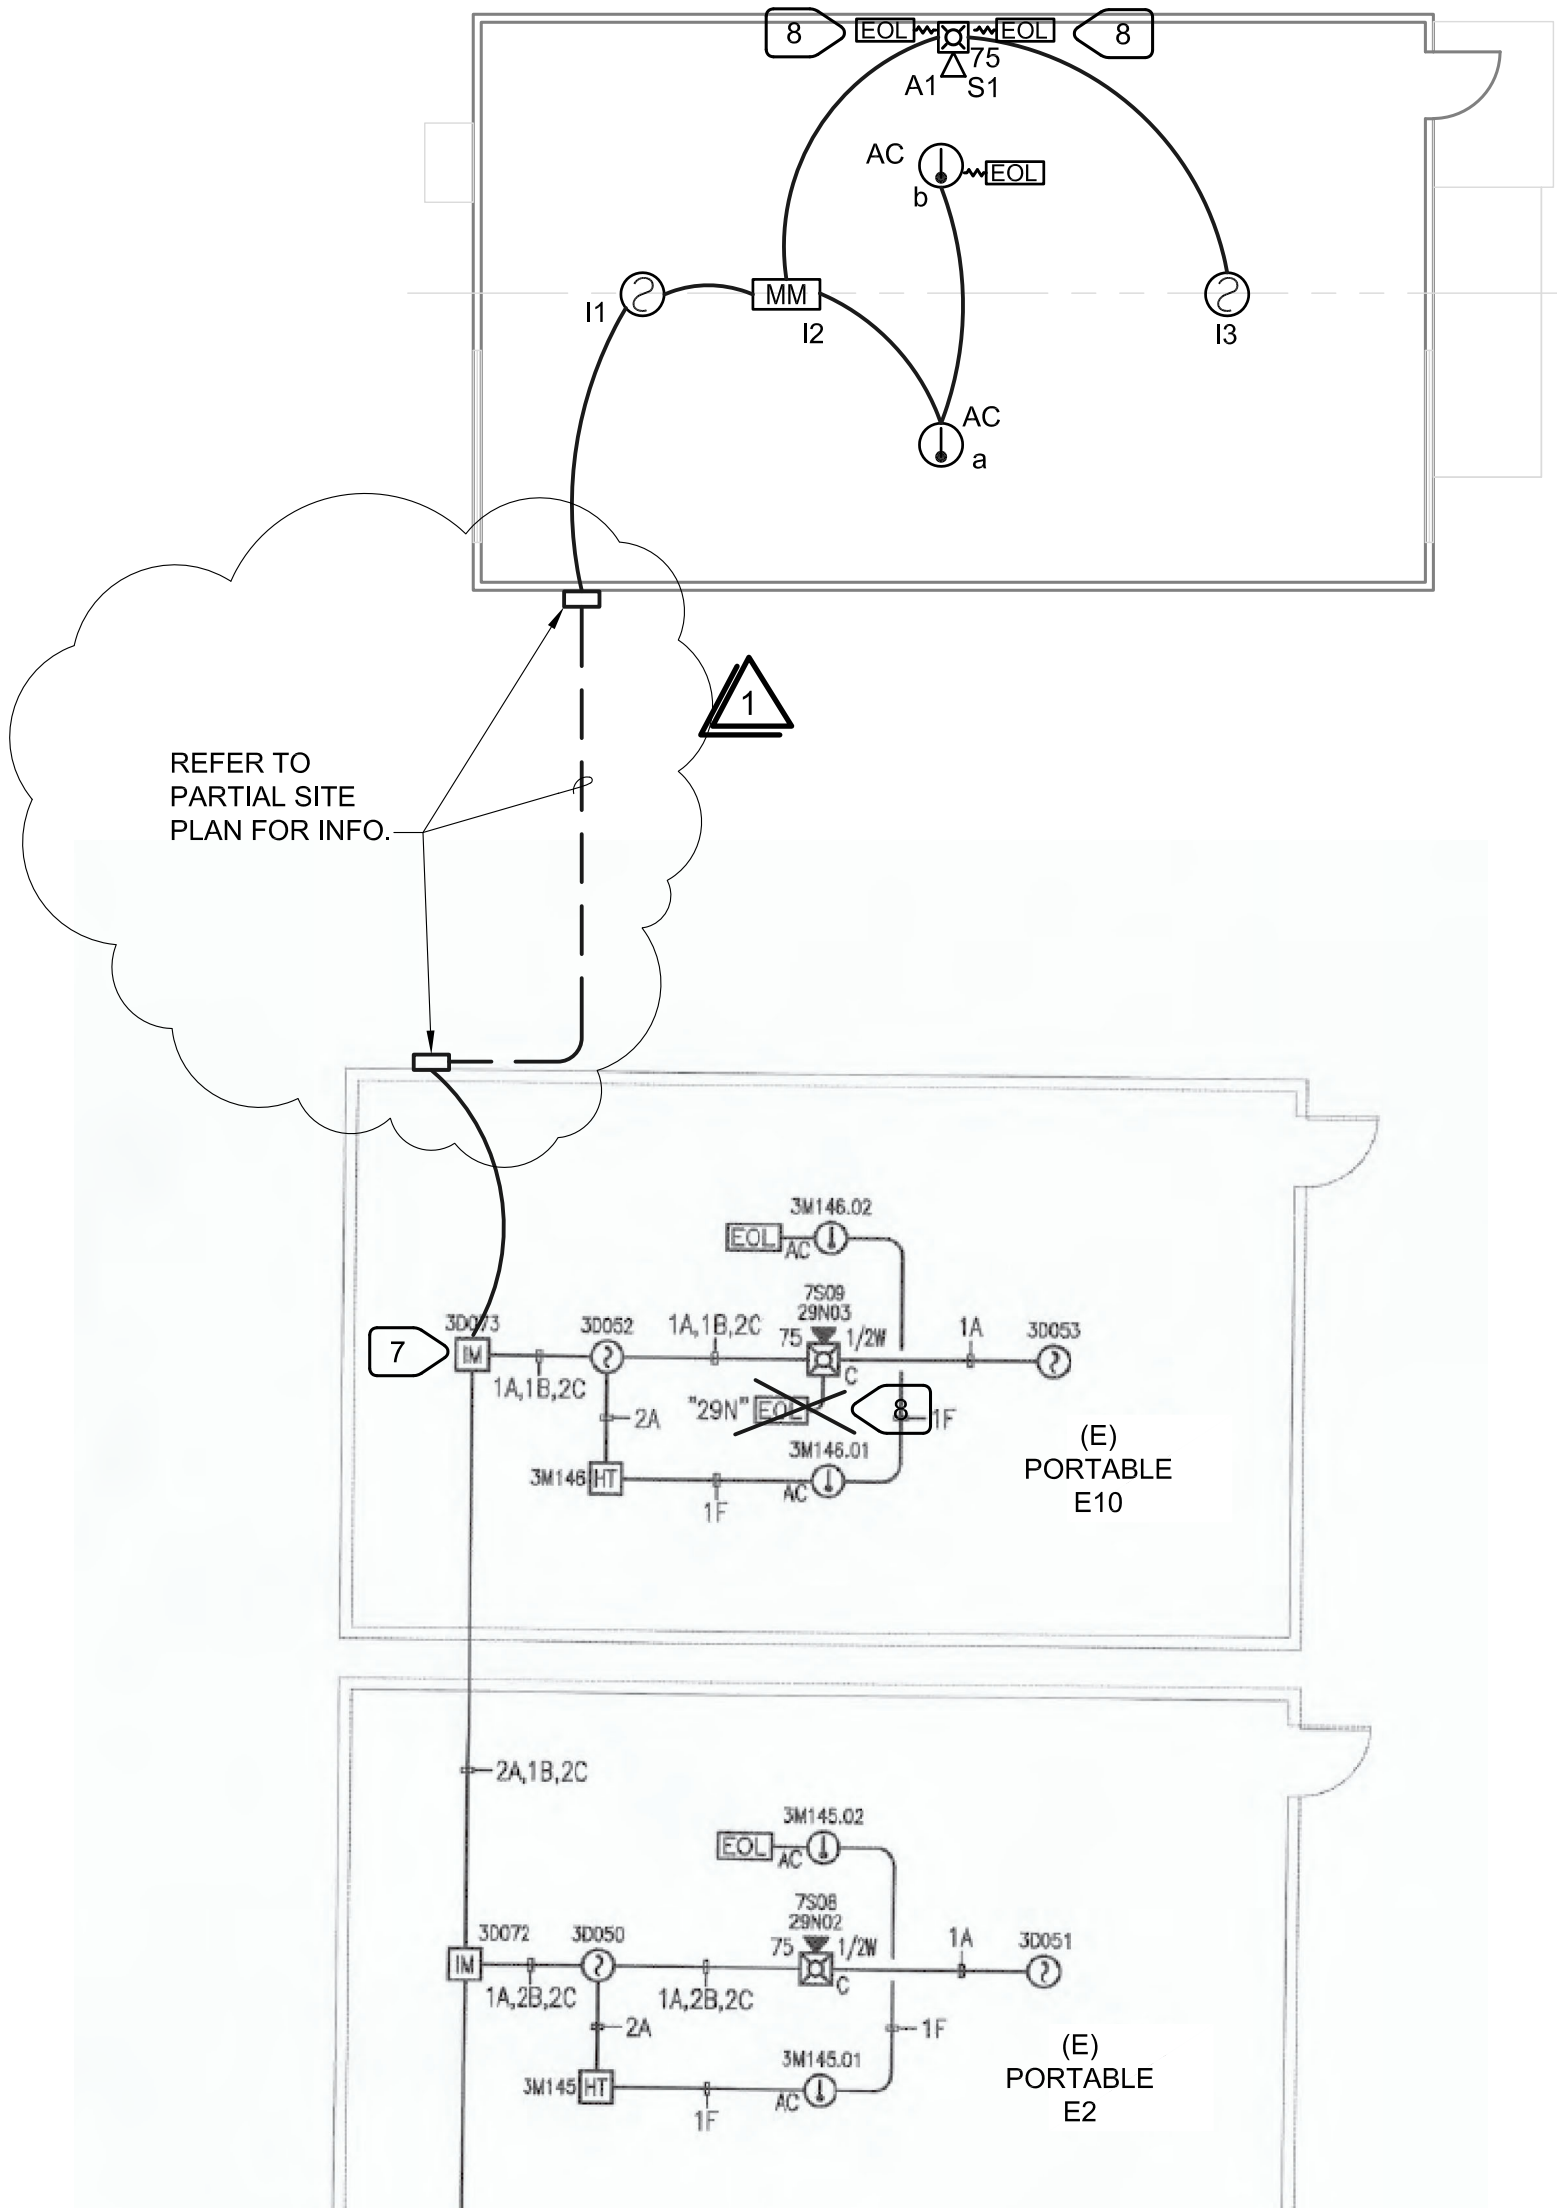 8
EOL
EOL
8
75
A1
S1
AC
b
EOL
I1
MM
I2
I3
AC
a
1
REFER TO
PARTIAL SITE
PLAN FOR INFO.
3M146.02
EOL
AC
7S09
29N03
3D073
3D052
1A,1B,2C
75
1/2W
1A
3D053
7
IM
C
1A,1B,2C
"29N"
EOL
8
2A
1F
(E)
PORTABLE
E10
3M146.01
3M146
HT
AC
1F
2A,1B,2C
3M145.02
EOL
AC
7S08
29N02
3D072
3D050
75
1/2W
1A
3D051
IM
C
1A,2B,2C
1A,2B,2C
2A
1F
(E)
PORTABLE
E2
3M145.01
3M145
HT
AC
1F